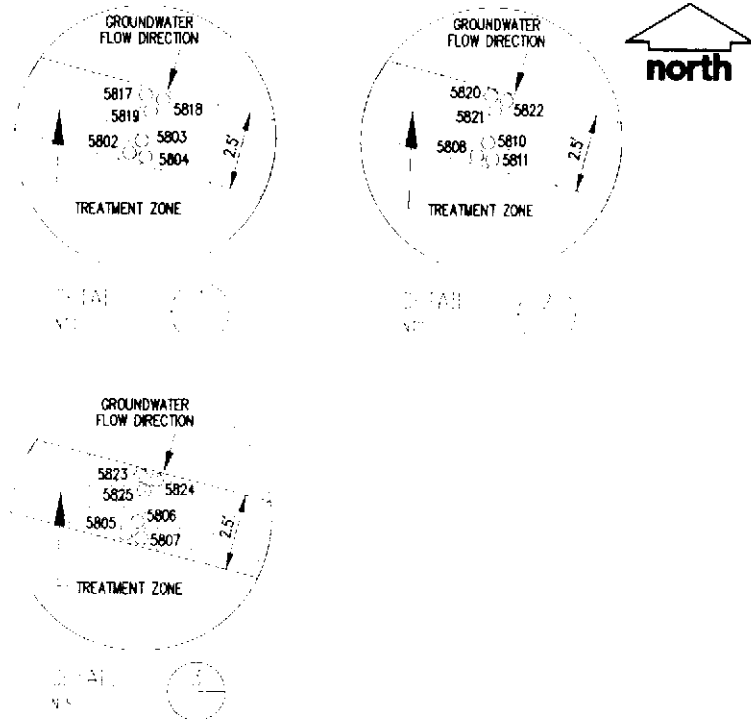 GROUNDWATER
FLOW DIRECTION
5817
5818
5819
5802
5803
5804
2.5'
TREATMENT ZONE
GROUNDWATER
FLOW DIRECTION
5820
5822
5821
5808
5810
5811
2.5'
TREATMENT ZONE
north
GROUNDWATER
FLOW DIRECTION
5823
5824
5825
5805
5806
5807
2.5'
TREATMENT ZONE
3